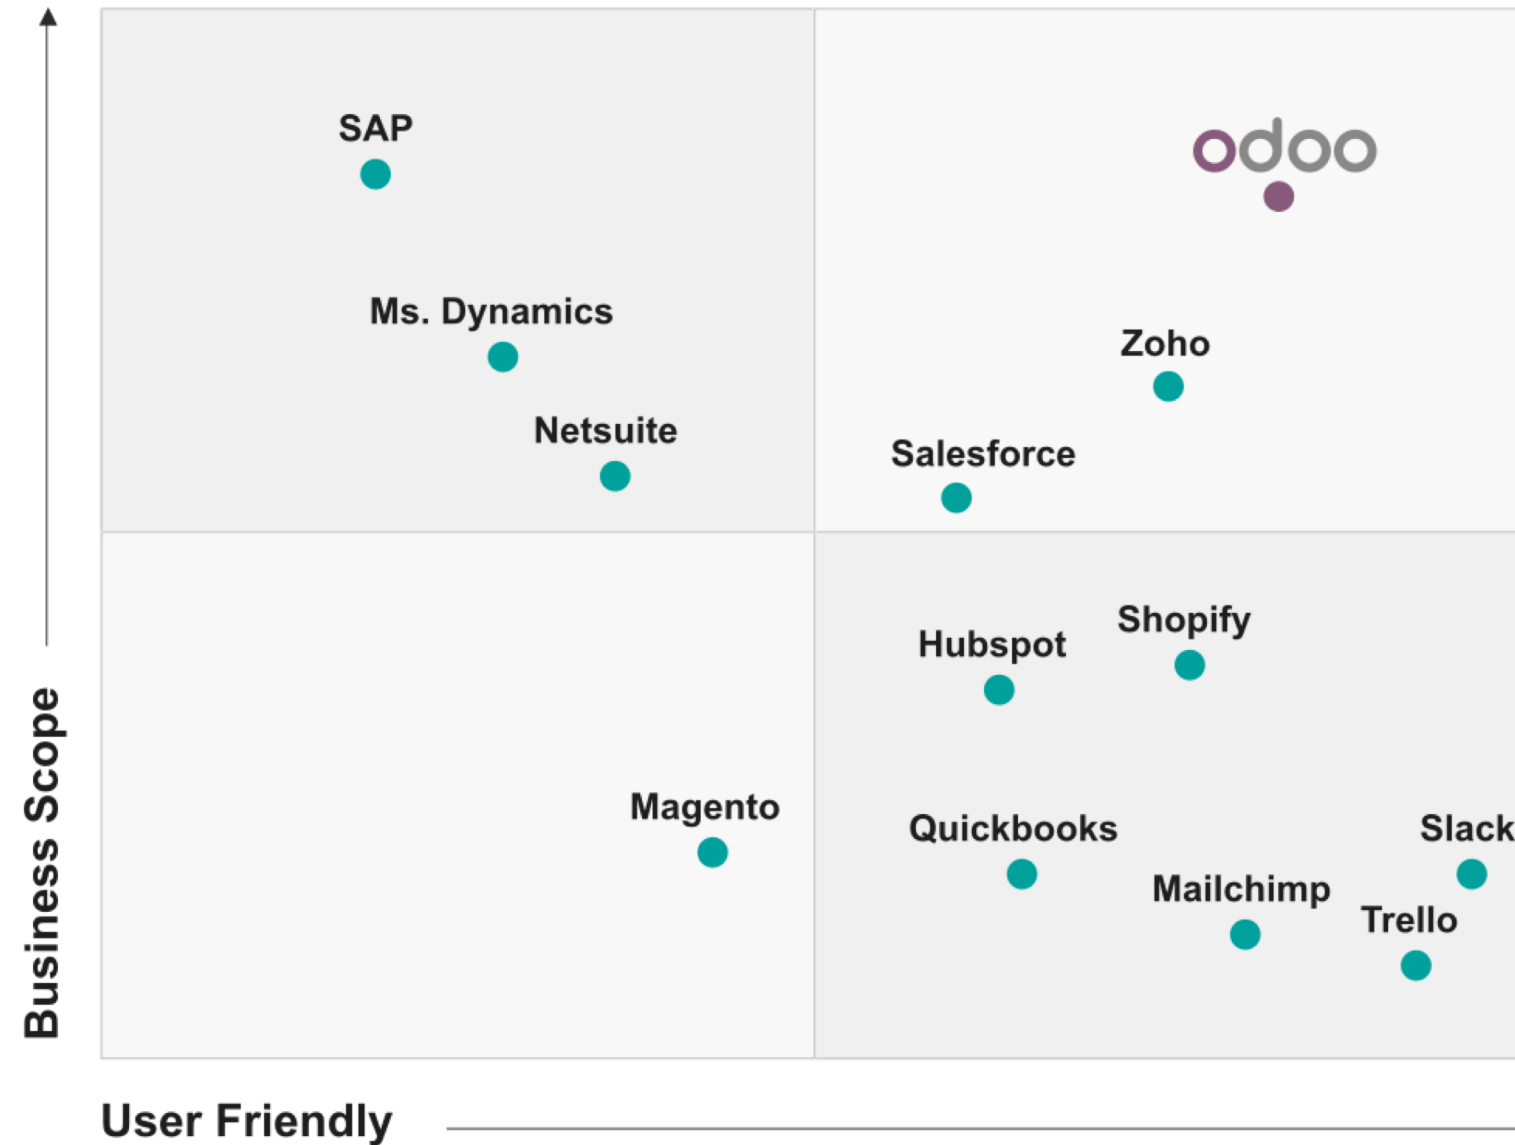 SAP
odoo
Ms. Dynamics
Zoho
Netsuite
Salesforce
Shopify
Hubspot
Magento
Quickbooks
Slack
Mailchimp
Trello
Business Scope
User Friendly